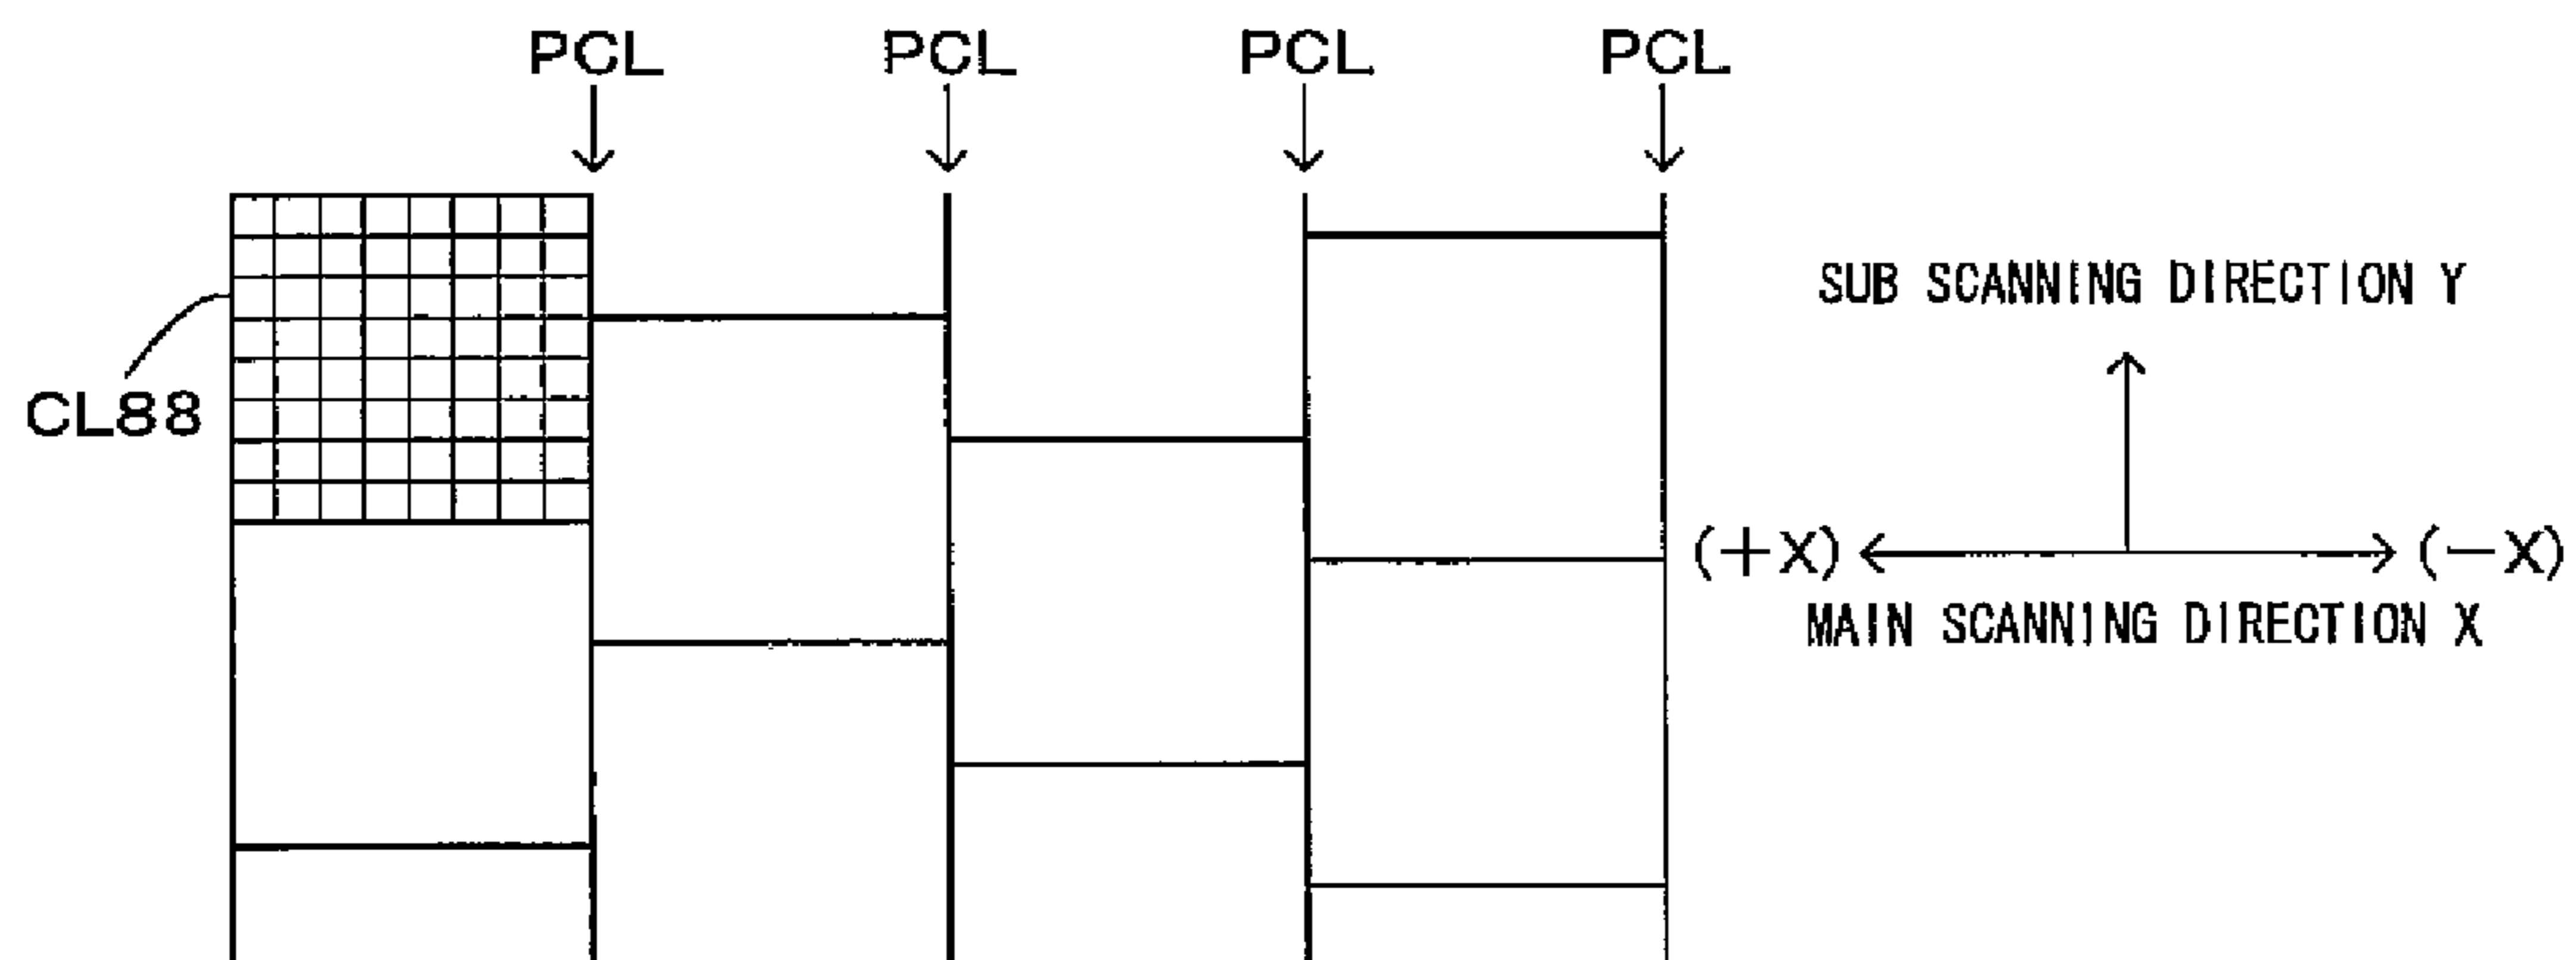 PCL PCL PCL PCL
SUB SCANNING DIRECTION Y
CL88
(+X) (−X)
MAIN SCANNING DIRECTION X